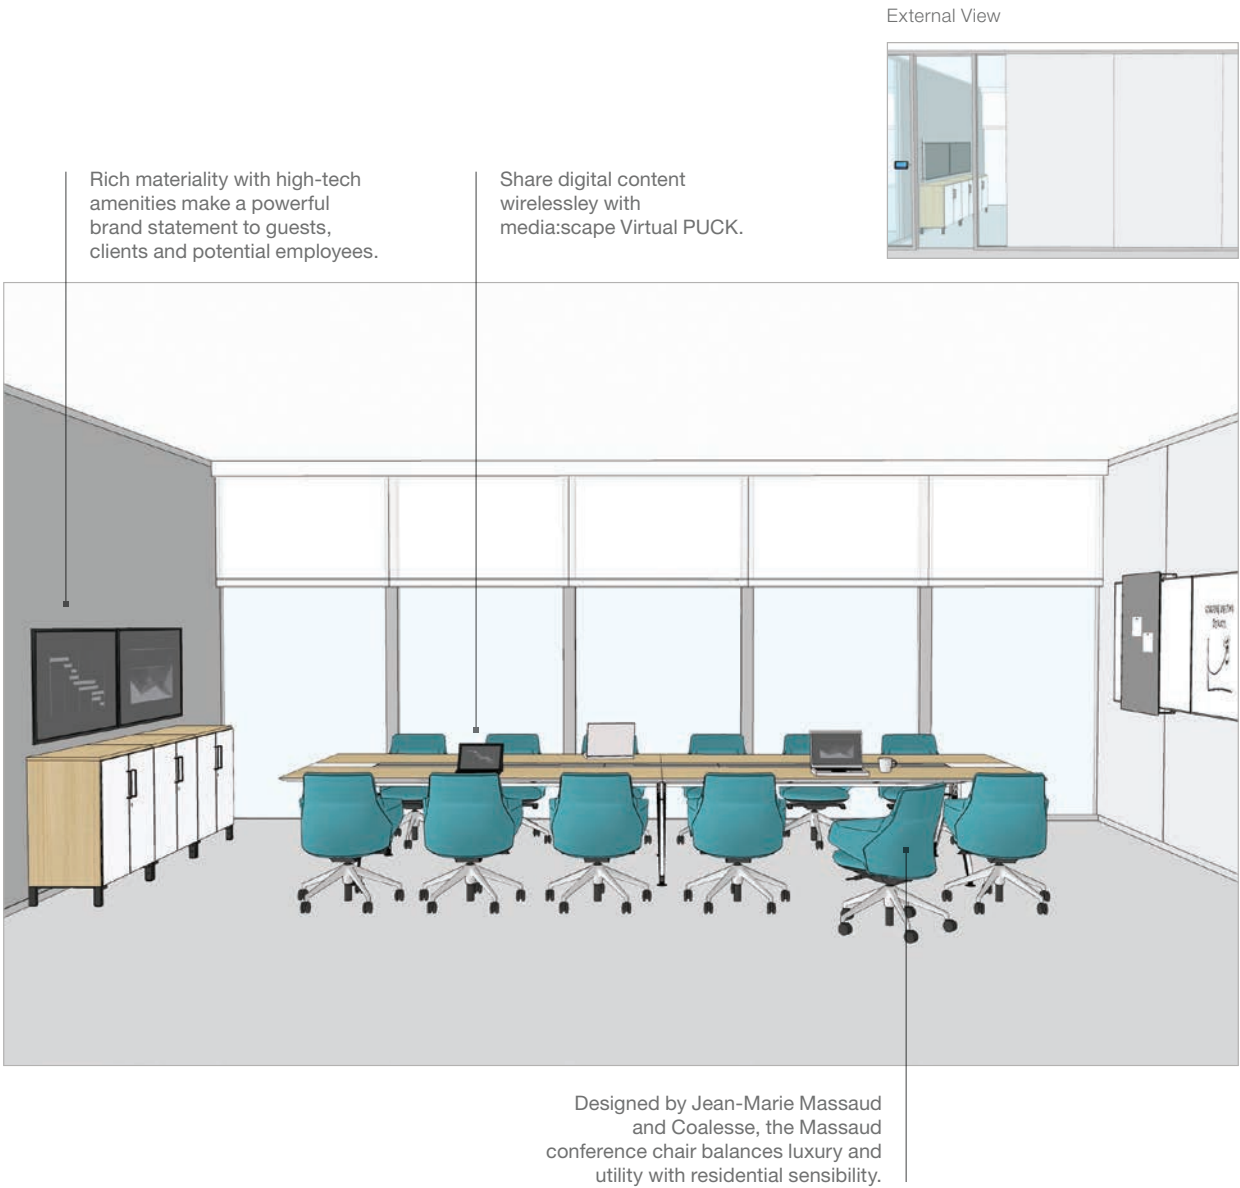 External View
Rich materiality with high-tech
amenities make a powerful
brand statement to guests,
clients and potential employees.
Share digital content
wirelessley with
media:scape Virtual PUCK.
Designed by Jean-Marie Massaud
and Coalesse, the Massaud
conference chair balances luxury and
utility with residential sensibility.